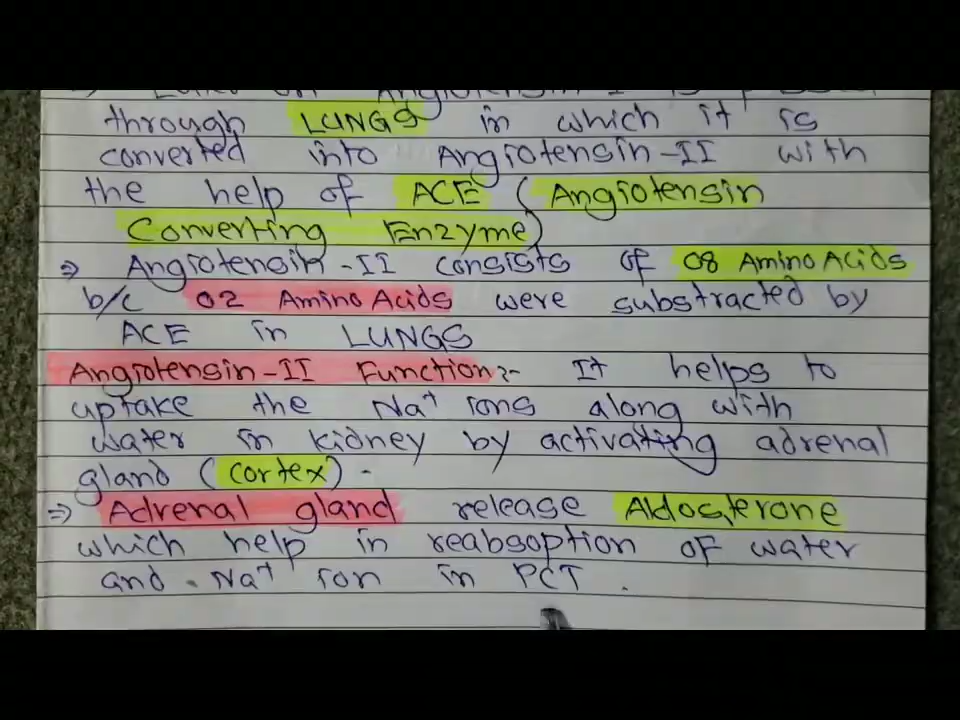 Angiotensin-I is
through LUNGS in which it is
converted into Angiotensin-II with
the help of ACE (Angiotensin
Converting Enzyme)
⇒ Angiotensin-II consists of 08 Amino Acids
b/c 02 Amino Acids were substracted by
ACE in LUNGS
Angiotensin-II Function:- It helps to
uptake the Na⁺ ions along with
water in kidney by activating adrenal
gland (cortex).
⇒ Adrenal gland release Aldosterone
which help in reabsoption of water
and Na⁺ ion in PCT.